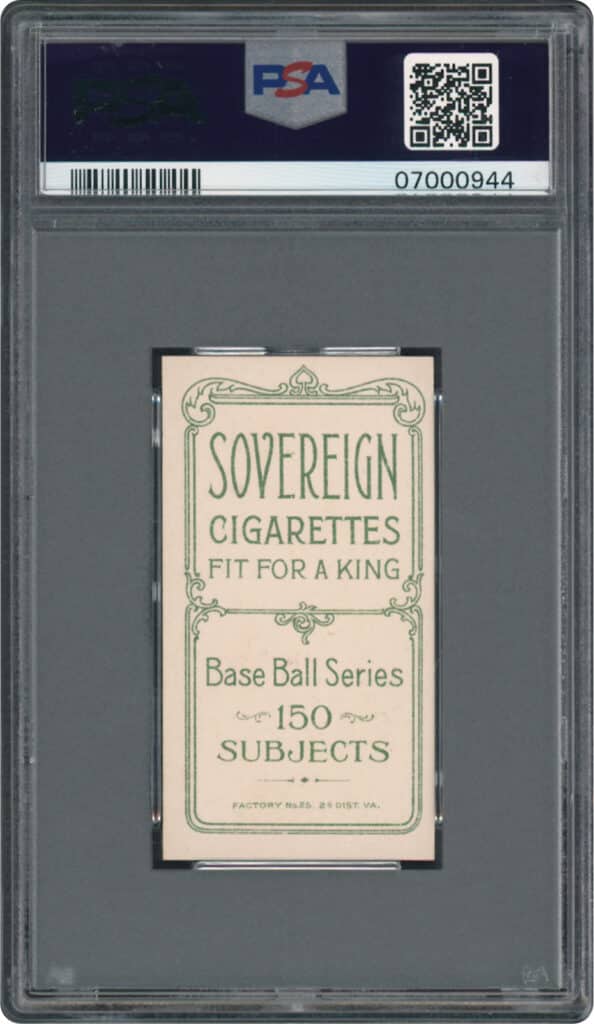 PSA
07000944
SOVEREIGN
CIGARETTES
FIT FOR A KING
Base Ball Series
150
SUBJECTS
FACTORY No.25. 2d DIST. VA.